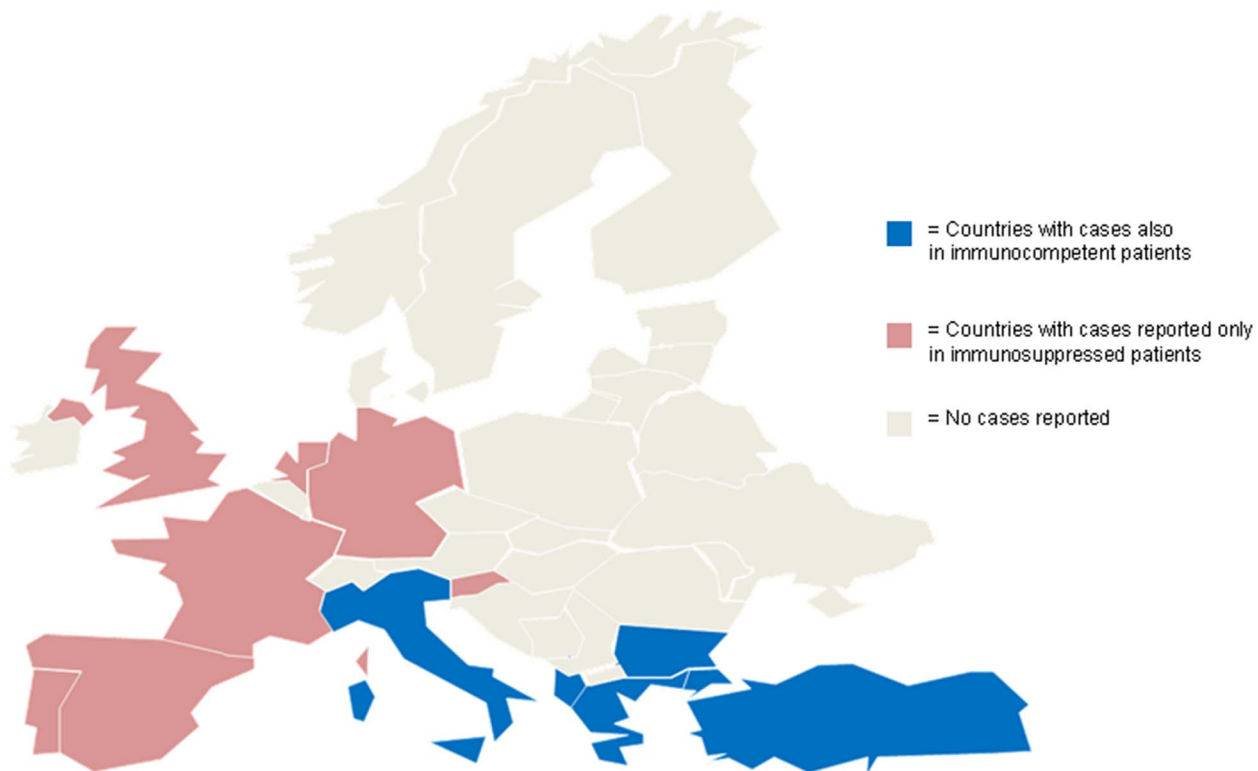 = Countries with cases also
in immunocompetent patients
= Countries with cases reported only
in immunosuppressed patients
= No cases reported